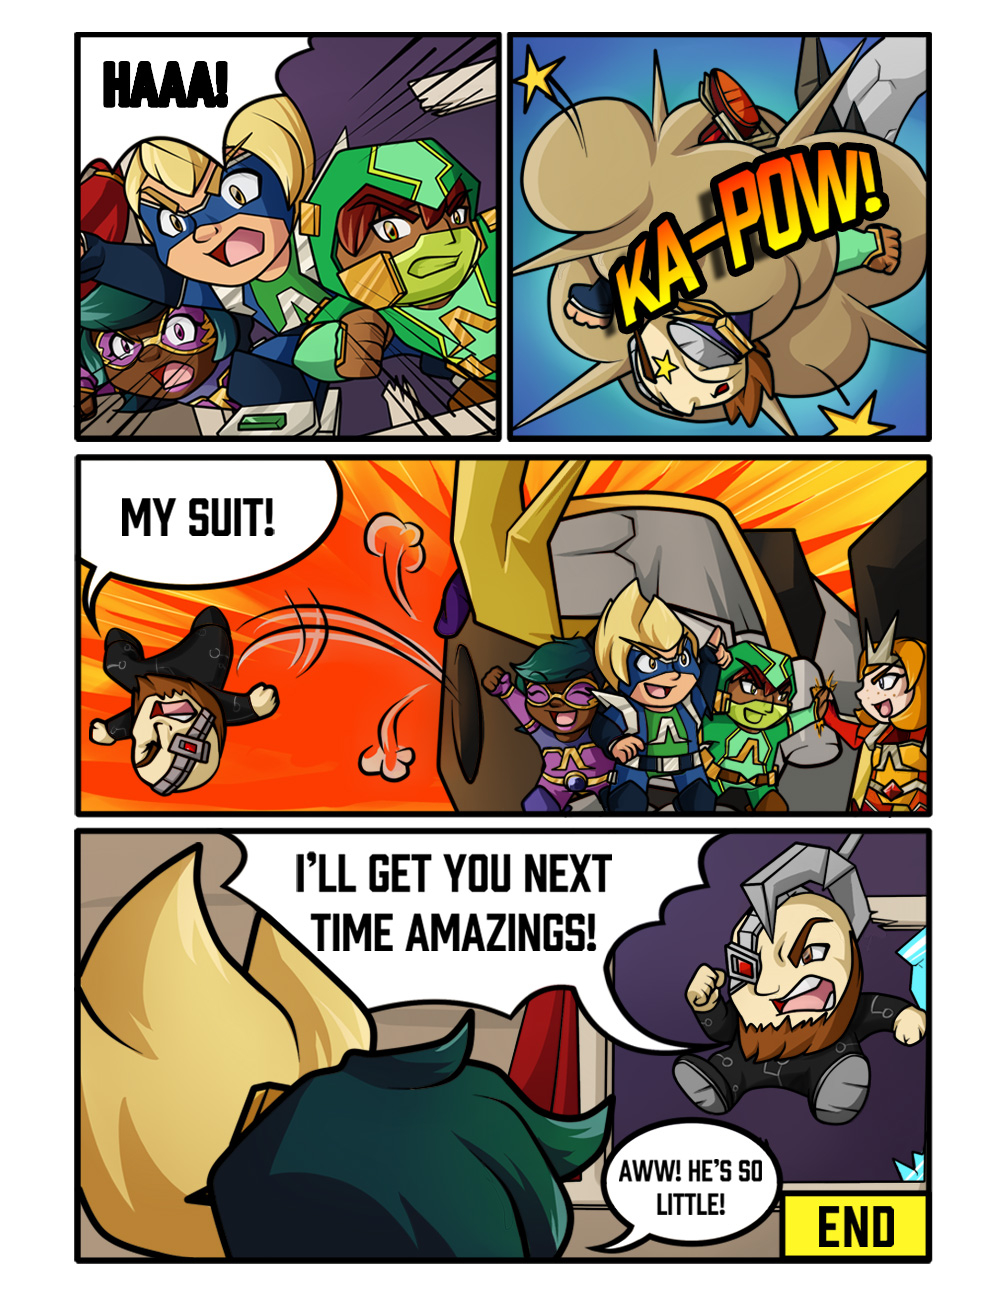 HAAA!
KA-POW!
MY SUIT!
I'LL GET YOU NEXT
TIME AMAZINGS!
AWW! HE'S SO
LITTLE!
END